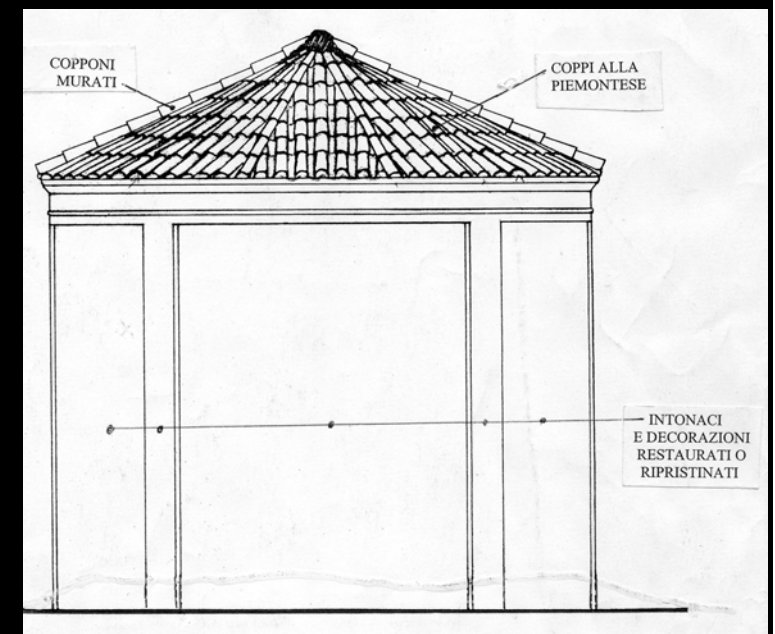 COPPONI
MURATI
COPPI ALLA
PIEMONTESE
INTONACI
E DECORAZIONI
RESTAURATI O
RIPRISTINATI